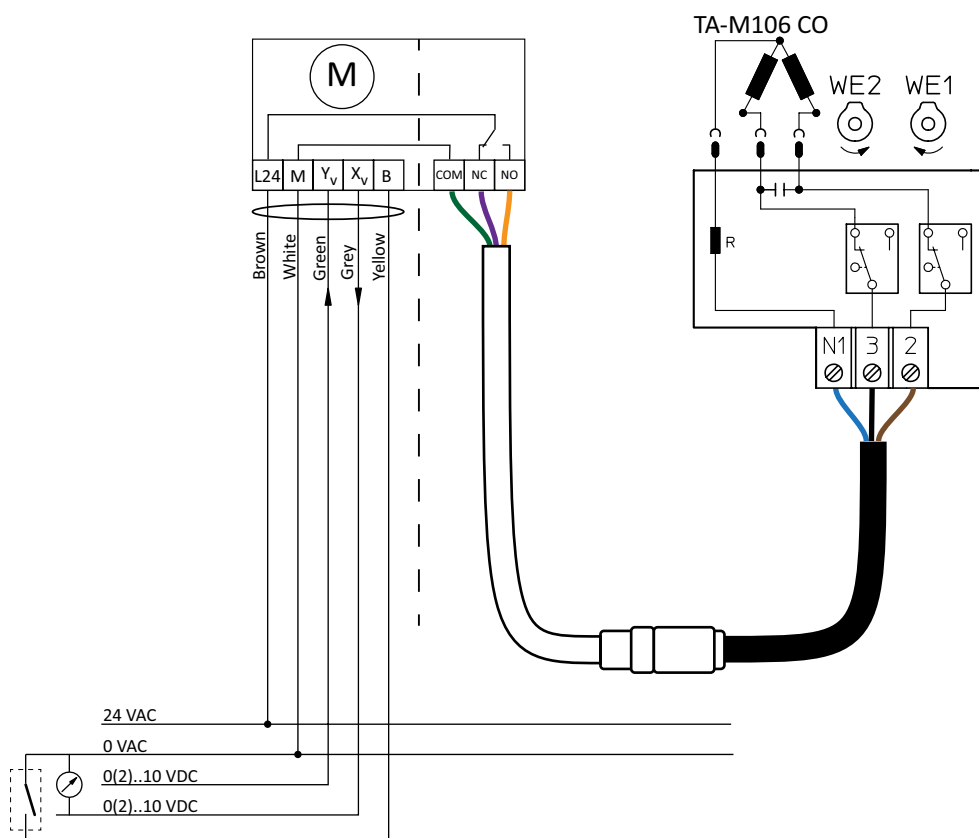 TA-M106 CO
M
WE2 WE1
L24 M Yv Xv B COM NC NO
R
Brown White Green Grey Yellow
N1 3 2
24 VAC
0 VAC
0(2)..10 VDC
0(2)..10 VDC